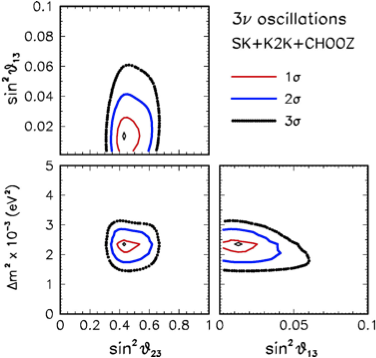 0.1
0.08
0.06
0.04
0.02
sin²ϑ₁₃
3ν oscillations
SK+K2K+CHOOZ
1σ
2σ
3σ
5
4
3
2
1
0
Δm² x 10⁻³ (eV²)
0 0.2 0.4 0.6 0.8 1
sin²ϑ₂₃
0 0.05 0.1
sin²ϑ₁₃